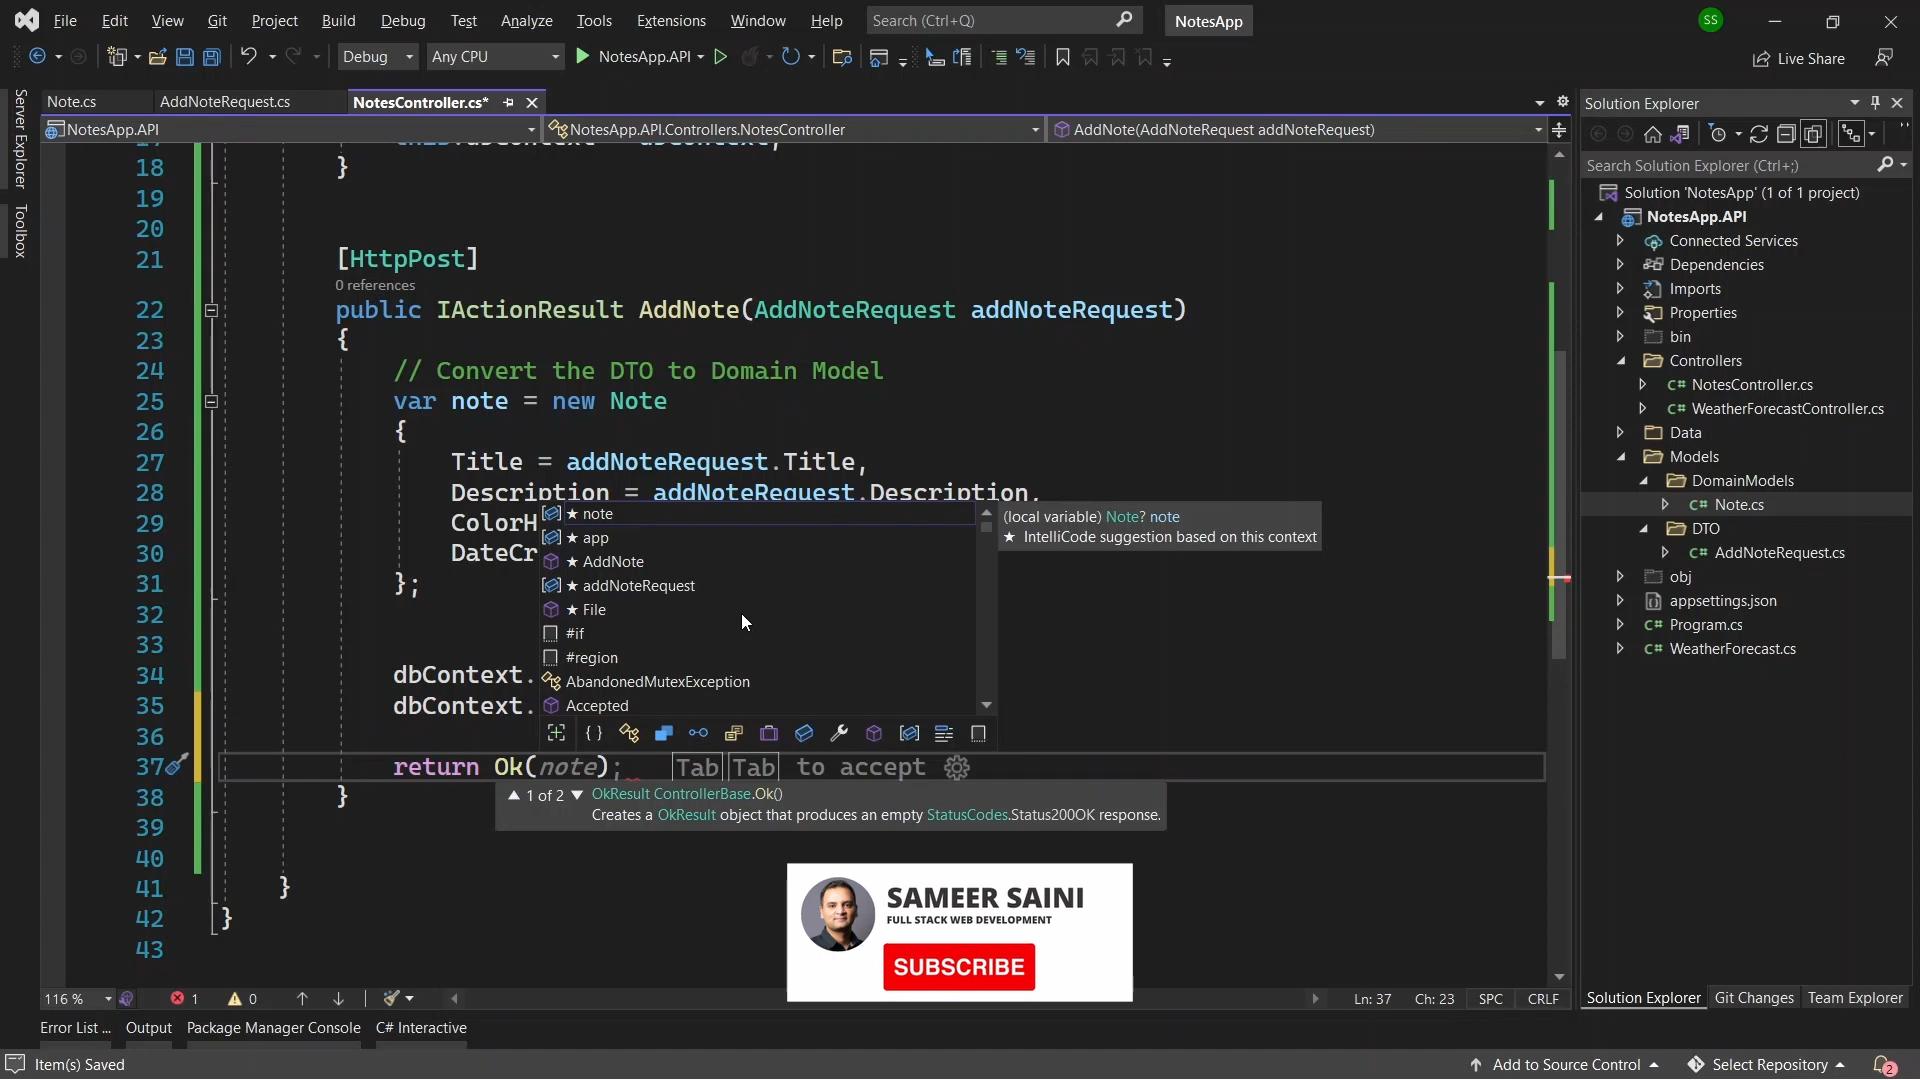 File Edit View Git Project Build Debug Test Analyze Tools Extensions Window Help Search (Ctrl+Q) NotesApp SS
Debug Any CPU NotesApp.API Live Share
Server Explorer
Toolbox
Note.cs AddNoteRequest.cs NotesController.cs*
NotesApp.API NotesApp.API.Controllers.NotesController AddNote(AddNoteRequest addNoteRequest)
18 }
19
20
21 [HttpPost]
0 references
22 public IActionResult AddNote(AddNoteRequest addNoteRequest)
23 {
24 // Convert the DTO to Domain Model
25 var note = new Note
26 {
27 Title = addNoteRequest.Title,
28 Description = addNoteRequest.Description,
29 ColorH
30 DateCr
31 };
32
33
34 dbContext.
35 dbContext.
36
37 return Ok(note); Tab Tab to accept
38 }
39
40
41 }
42 }
43
★ note
★ app
★ AddNote
★ addNoteRequest
★ File
#if
#region
AbandonedMutexException
Accepted
(local variable) Note? note
★ IntelliCode suggestion based on this context
▲ 1 of 2 ▼ OkResult ControllerBase.Ok()
Creates a OkResult object that produces an empty StatusCodes.Status200OK response.
SAMEER SAINI
FULL STACK WEB DEVELOPMENT
SUBSCRIBE
Solution Explorer
Search Solution Explorer (Ctrl+;)
Solution 'NotesApp' (1 of 1 project)
NotesApp.API
Connected Services
Dependencies
Imports
Properties
bin
Controllers
C# NotesController.cs
C# WeatherForecastController.cs
Data
Models
DomainModels
C# Note.cs
DTO
C# AddNoteRequest.cs
obj
appsettings.json
C# Program.cs
C# WeatherForecast.cs
Solution Explorer Git Changes Team Explorer
116 % 1 0 Ln: 37 Ch: 23 SPC CRLF
Error List ... Output Package Manager Console C# Interactive
Item(s) Saved Add to Source Control Select Repository 2